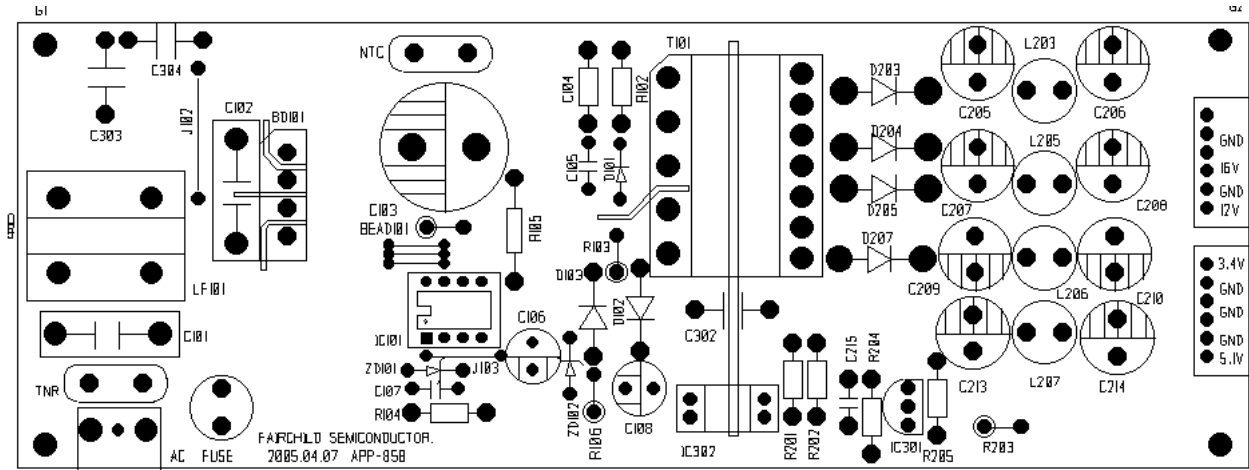 G1
G2
C304
C303
J102
C102
BD101
LF101
C101
TNR
AC
FUSE
FAIRCHILD SEMICONDUCTOR.
2005.04.07 APP-858
NTC
C103
BEAD101
R105
IC101
ZD101
C107
R104
J103
C106
ZD102
R106
C104
R102
C105
D101
R103
D103
D102
C108
T101
C302
IC302
D203
D204
D205
D207
C205
L203
C206
C207
L205
C208
C209
L206
C210
C213
L207
C214
R201
R202
C215
R204
IC301
R205
R203
GND
16V
GND
12V
3.4V
GND
GND
GND
5.1V